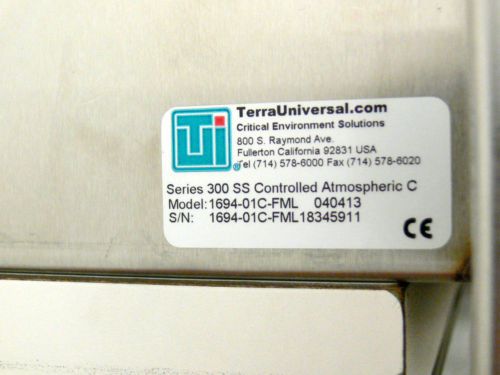 TerraUniversal.com
Critical Environment Solutions
800 S. Raymond Ave.
Fullerton California 92831 USA
Tel (714) 578-6000 Fax (714) 578-6020
Ti
®
Series 300 SS Controlled Atmospheric C
Model: 1694-01C-FML 040413
S/N: 1694-01C-FML18345911
CE